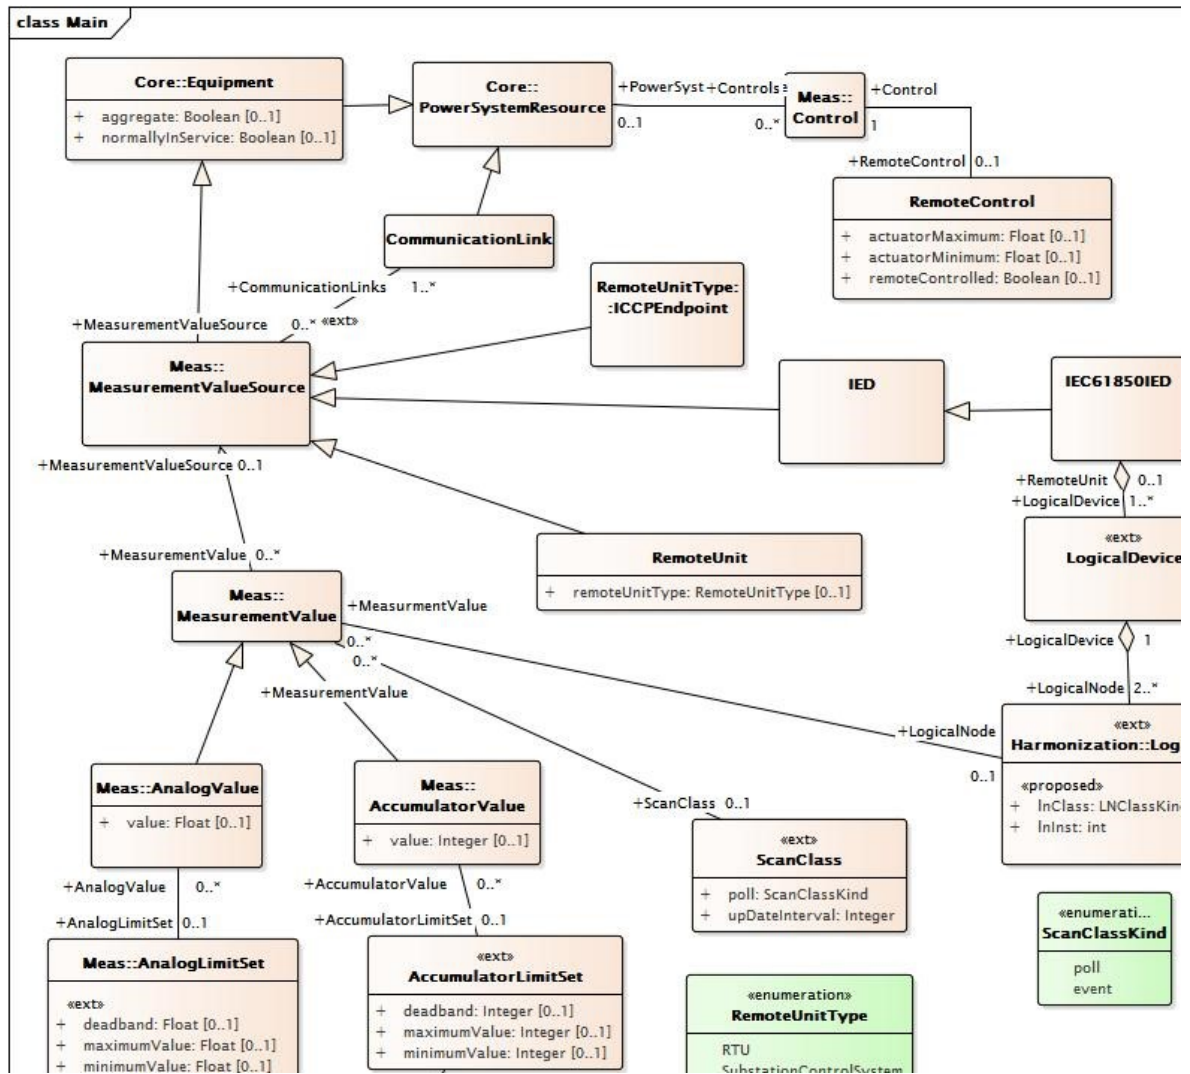 class Main
Core::Equipment
+ aggregate: Boolean [0..1]
+ normallyInService: Boolean [0..1]
Core::
PowerSystemResource
+PowerSyst
+Controls
0..1
0..*
Meas::
Control
+Control
1
+RemoteControl 0..1
RemoteControl
+ actuatorMaximum: Float [0..1]
+ actuatorMinimum: Float [0..1]
+ remoteControlled: Boolean [0..1]
CommunicationLink
+CommunicationLinks 1..*
+MeasurementValueSource 0..* «ext»
RemoteUnitType:
:ICCPEndpoint
Meas::
MeasurementValueSource
IED
IEC61850IED
+MeasurementValueSource 0..1
+RemoteUnit 0..1
+LogicalDevice 1..*
«ext»
LogicalDevice
RemoteUnit
+ remoteUnitType: RemoteUnitType [0..1]
+MeasurementValue 0..*
Meas::
MeasurementValue
+MeasurmentValue
0..*
0..*
+LogicalDevice 1
+LogicalNode 2..*
+MeasurementValue
+LogicalNode
0..1
«ext»
Harmonization::Log
«proposed»
+ lnClass: LNClassKin
+ lnInst: int
Meas::AnalogValue
+ value: Float [0..1]
Meas::
AccumulatorValue
+ value: Integer [0..1]
+ScanClass 0..1
«ext»
ScanClass
+ poll: ScanClassKind
+ upDateInterval: Integer
+AnalogValue 0..*
+AnalogLimitSet 0..1
+AccumulatorValue 0..*
+AccumulatorLimitSet 0..1
«enumerati...
ScanClassKind
poll
event
Meas::AnalogLimitSet
«ext»
+ deadband: Float [0..1]
+ maximumValue: Float [0..1]
+ minimumValue: Float [0..1]
«ext»
AccumulatorLimitSet
+ deadband: Integer [0..1]
+ maximumValue: Integer [0..1]
+ minimumValue: Integer [0..1]
«enumeration»
RemoteUnitType
RTU
SubstationControlSystem